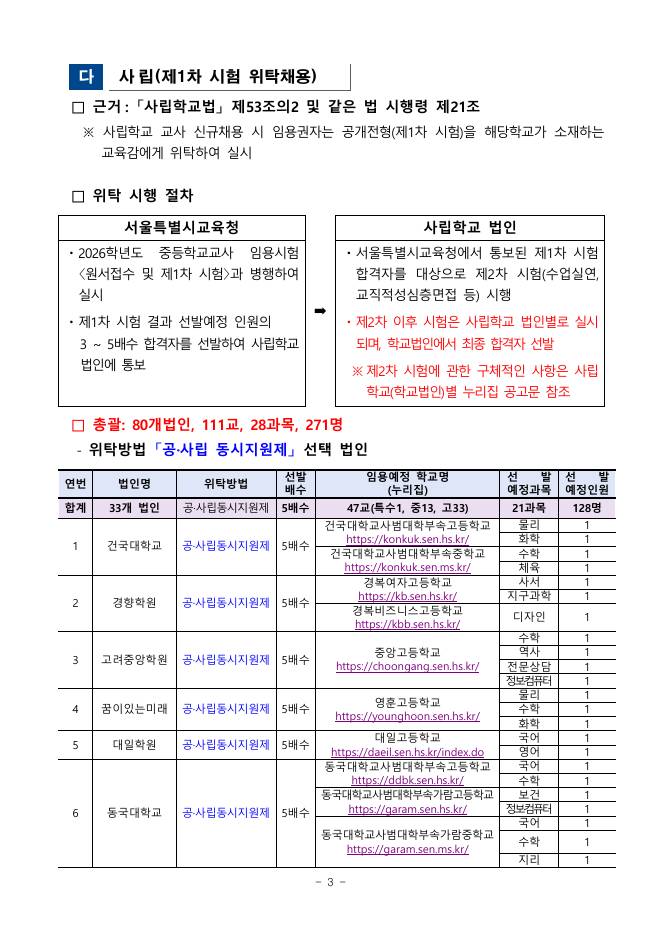 다 사립(제1차 시험 위탁채용)
□ 근거 :「사립학교법」제53조의2 및 같은 법 시행령 제21조
※ 사립학교 교사 신규채용 시 임용권자는 공개전형(제1차 시험)을 해당학교가 소재하는
교육감에게 위탁하여 실시
□ 위탁 시행 절차
서울특별시교육청
・2026학년도 중등학교교사 임용시험
〈원서접수 및 제1차 시험〉과 병행하여
실시
・제1차 시험 결과 선발예정 인원의
3 ~ 5배수 합격자를 선발하여 사립학교
법인에 통보
➡
사립학교 법인
・서울특별시교육청에서 통보된 제1차 시험
합격자를 대상으로 제2차 시험(수업실연,
교직적성심층면접 등) 시행
・제2차 이후 시험은 사립학교 법인별로 실시
되며, 학교법인에서 최종 합격자 선발
※ 제2차 시험에 관한 구체적인 사항은 사립
학교(학교법인)별 누리집 공고문 참조
□ 총괄: 80개법인, 111교, 28과목, 271명
- 위탁방법「공·사립 동시지원제」선택 법인
연번 법인명 위탁방법 선발 배수 임용예정 학교명 (누리집) 선 발 예정과목 선 발 예정인원
합계 33개 법인 공·사립동시지원제 5배수 47교(특수1, 중13, 고33) 21과목 128명
1 건국대학교 공·사립동시지원제 5배수
건국대학교사범대학부속고등학교 물리 1
https://konkuk.sen.hs.kr/ 화학 1
건국대학교사범대학부속중학교 수학 1
https://konkuk.sen.ms.kr/ 체육 1
2 경향학원 공·사립동시지원제 5배수
경복여자고등학교 사서 1
https://kb.sen.hs.kr/ 지구과학 1
경복비즈니스고등학교 디자인 1
https://kbb.sen.hs.kr/
3 고려중앙학원 공·사립동시지원제 5배수
중앙고등학교
https://choongang.sen.hs.kr/
수학 1
역사 1
전문상담 1
정보컴퓨터 1
4 꿈이있는미래 공·사립동시지원제 5배수
영훈고등학교
https://younghoon.sen.hs.kr/
물리 1
수학 1
화학 1
5 대일학원 공·사립동시지원제 5배수
대일고등학교 국어 1
https://daeil.sen.hs.kr/index.do 영어 1
6 동국대학교 공·사립동시지원제 5배수
동국대학교사범대학부속고등학교 국어 1
https://ddbk.sen.hs.kr/ 수학 1
동국대학교사범대학부속가람고등학교 보건 1
https://garam.sen.hs.kr/ 정보컴퓨터 1
동국대학교사범대학부속가람중학교
https://garam.sen.ms.kr/
국어 1
수학 1
지리 1
- 3 -